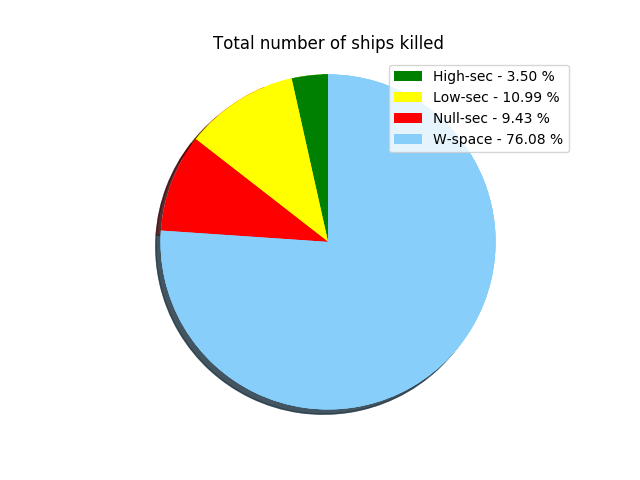 Total number of ships killed
High-sec - 3.50 %
Low-sec - 10.99 %
Null-sec - 9.43 %
W-space - 76.08 %